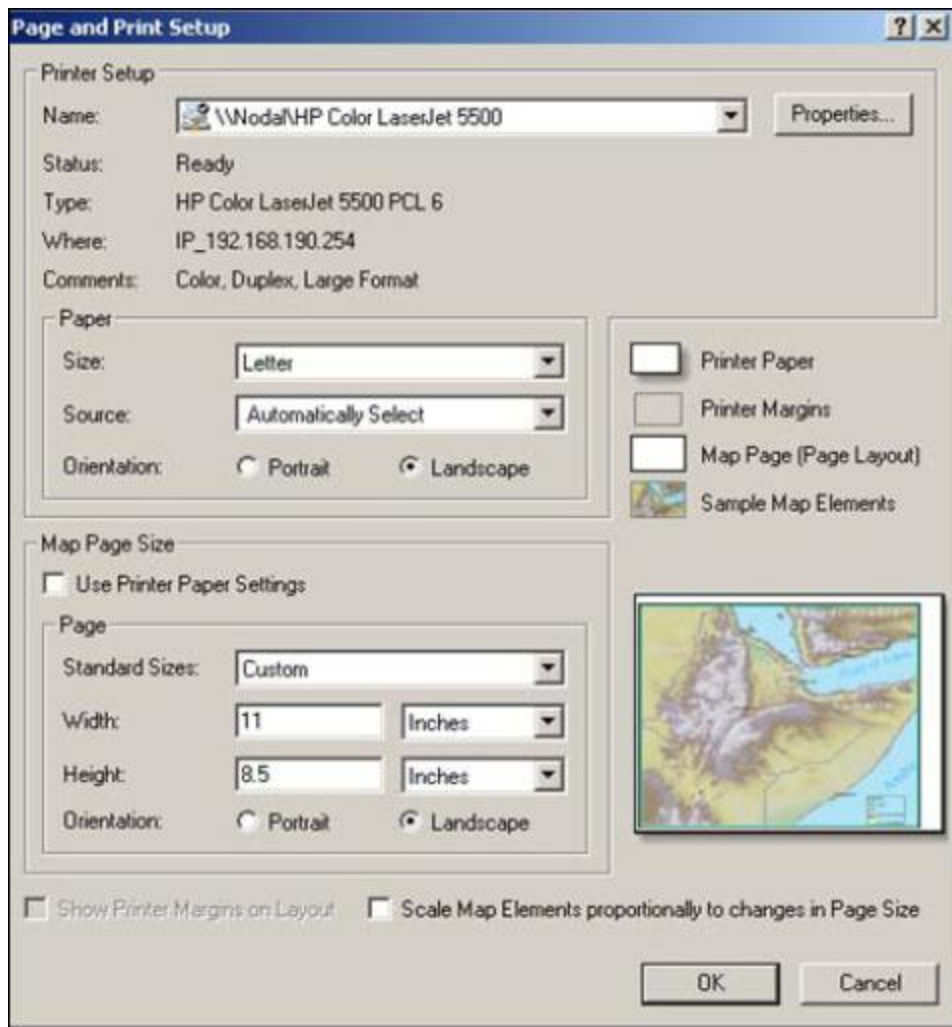 Page and Print Setup
Printer Setup
Name: \\Nodal\HP Color LaserJet 5500 Properties...
Status: Ready
Type: HP Color LaserJet 5500 PCL 6
Where: IP_192.168.190.254
Comments: Color, Duplex, Large Format
Paper
Size: Letter
Source: Automatically Select
Orientation: Portrait Landscape
Printer Paper
Printer Margins
Map Page (Page Layout)
Sample Map Elements
Map Page Size
Use Printer Paper Settings
Page
Standard Sizes: Custom
Width: 11 Inches
Height: 8.5 Inches
Orientation: Portrait Landscape
Show Printer Margins on Layout Scale Map Elements proportionally to changes in Page Size
OK Cancel